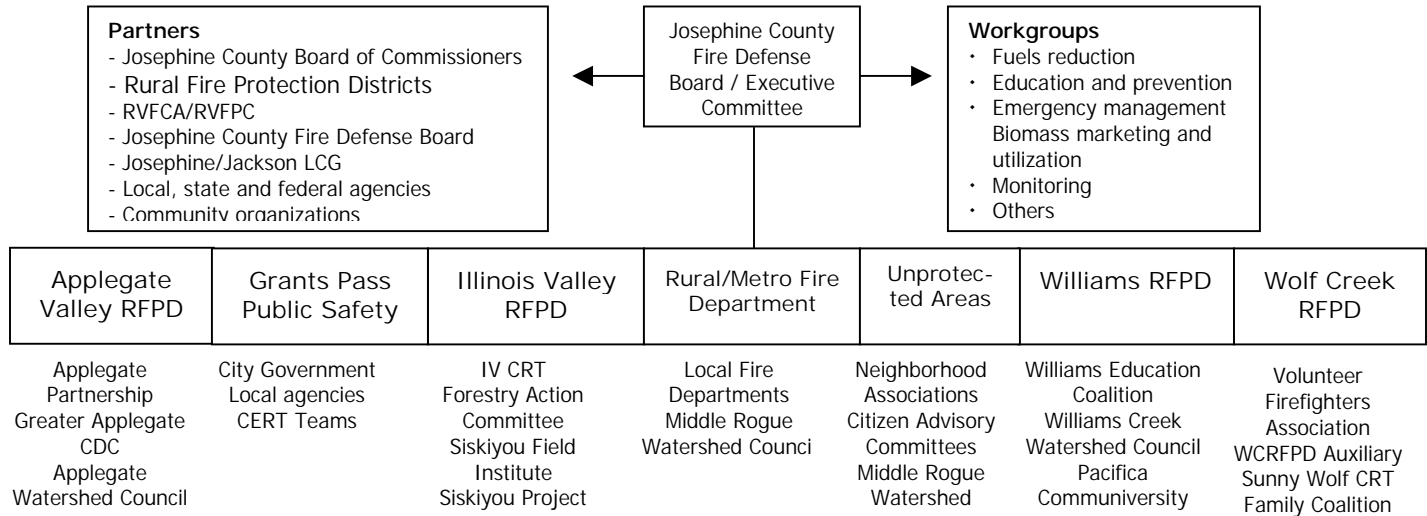 Partners
- Josephine County Board of Commissioners
- Rural Fire Protection Districts
- RVFCA/RVFPC
- Josephine County Fire Defense Board
- Josephine/Jackson LCG
- Local, state and federal agencies
- Community organizations
Josephine County
Fire Defense
Board / Executive
Committee
Workgroups
· Fuels reduction
· Education and prevention
· Emergency management
Biomass marketing and
utilization
· Monitoring
· Others
Applegate
Valley RFPD
Grants Pass
Public Safety
Illinois Valley
RFPD
Rural/Metro Fire
Department
Unprotec-
ted Areas
Williams RFPD
Wolf Creek
RFPD
Applegate
Partnership
Greater Applegate
CDC
Applegate
Watershed Council
City Government
Local agencies
CERT Teams
IV CRT
Forestry Action
Committee
Siskiyou Field
Institute
Siskiyou Project
Local Fire
Departments
Middle Rogue
Watershed Counci
Neighborhood
Associations
Citizen Advisory
Committees
Middle Rogue
Watershed
Williams Education
Coalition
Williams Creek
Watershed Council
Pacifica
Communiversity
Volunteer
Firefighters
Association
WCRFPD Auxiliary
Sunny Wolf CRT
Family Coalition